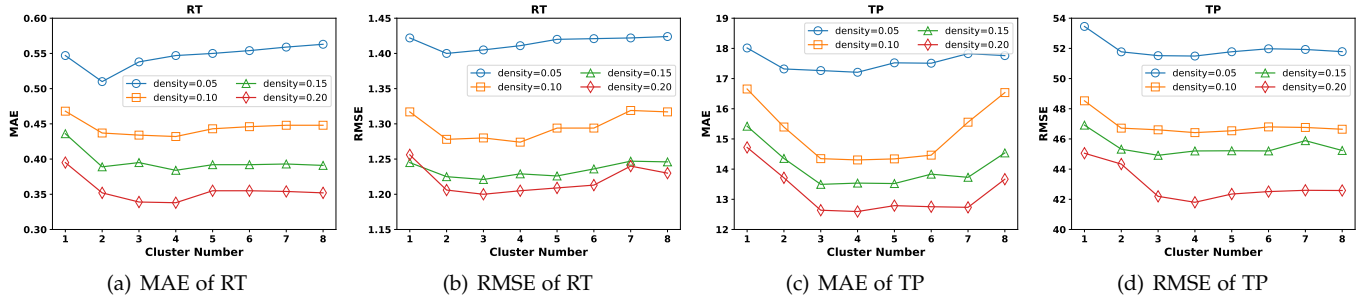 RT
0.60
0.55
0.50
0.45
0.40
0.35
0.30
MAE
density=0.05
density=0.10
density=0.15
density=0.20
1 2 3 4 5 6 7 8
Cluster Number
(a) MAE of RT
RT
1.45
1.40
1.35
1.30
1.25
1.20
1.15
RMSE
density=0.05
density=0.10
density=0.15
density=0.20
1 2 3 4 5 6 7 8
Cluster Number
(b) RMSE of RT
TP
19
18
17
16
15
14
13
12
MAE
density=0.05
density=0.10
density=0.15
density=0.20
1 2 3 4 5 6 7 8
Cluster Number
(c) MAE of TP
TP
54
52
50
48
46
44
42
40
RMSE
density=0.05
density=0.10
density=0.15
density=0.20
1 2 3 4 5 6 7 8
Cluster Number
(d) RMSE of TP